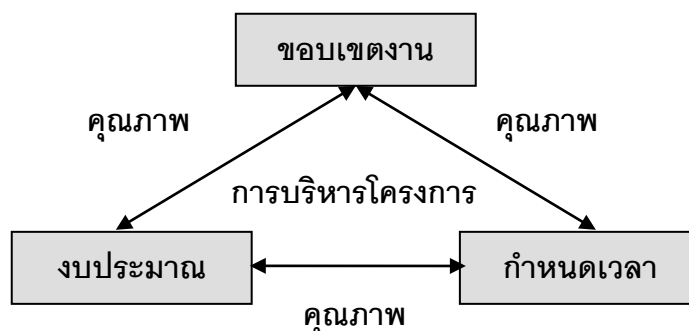 ขอบเขตงาน
คุณภาพ
คุณภาพ
การบริหารโครงการ
งบประมาณ
กำหนดเวลา
คุณภาพ